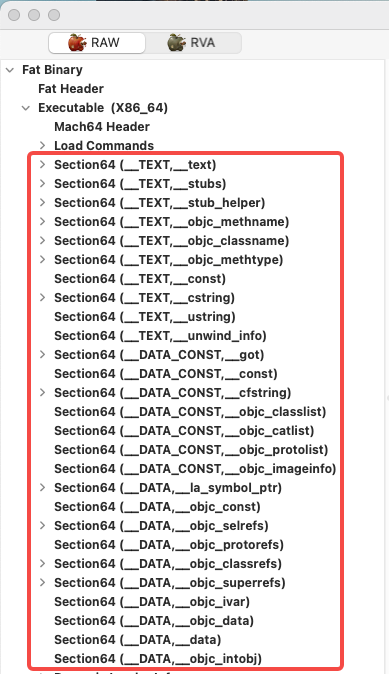 RAW RVA
Fat Binary
Fat Header
Executable (X86_64)
Mach64 Header
Load Commands
Section64 (__TEXT,__text)
Section64 (__TEXT,__stubs)
Section64 (__TEXT,__stub_helper)
Section64 (__TEXT,__objc_methname)
Section64 (__TEXT,__objc_classname)
Section64 (__TEXT,__objc_methtype)
Section64 (__TEXT,__const)
Section64 (__TEXT,__cstring)
Section64 (__TEXT,__ustring)
Section64 (__TEXT,__unwind_info)
Section64 (__DATA_CONST,__got)
Section64 (__DATA_CONST,__const)
Section64 (__DATA_CONST,__cfstring)
Section64 (__DATA_CONST,__objc_classlist)
Section64 (__DATA_CONST,__objc_catlist)
Section64 (__DATA_CONST,__objc_protolist)
Section64 (__DATA_CONST,__objc_imageinfo)
Section64 (__DATA,__la_symbol_ptr)
Section64 (__DATA,__objc_const)
Section64 (__DATA,__objc_selrefs)
Section64 (__DATA,__objc_protorefs)
Section64 (__DATA,__objc_classrefs)
Section64 (__DATA,__objc_superrefs)
Section64 (__DATA,__objc_ivar)
Section64 (__DATA,__objc_data)
Section64 (__DATA,__data)
Section64 (__DATA,__objc_intobj)